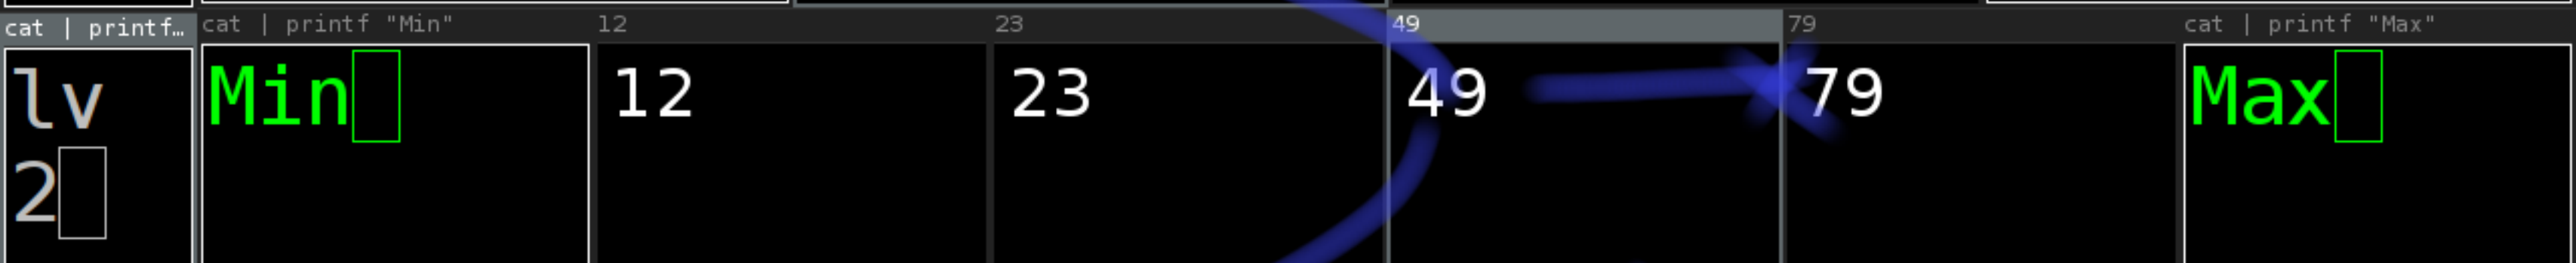 cat | printf…
cat | printf "Min"
12
23
49
79
cat | printf "Max"
lv
2
Min
12
23
49
79
Max